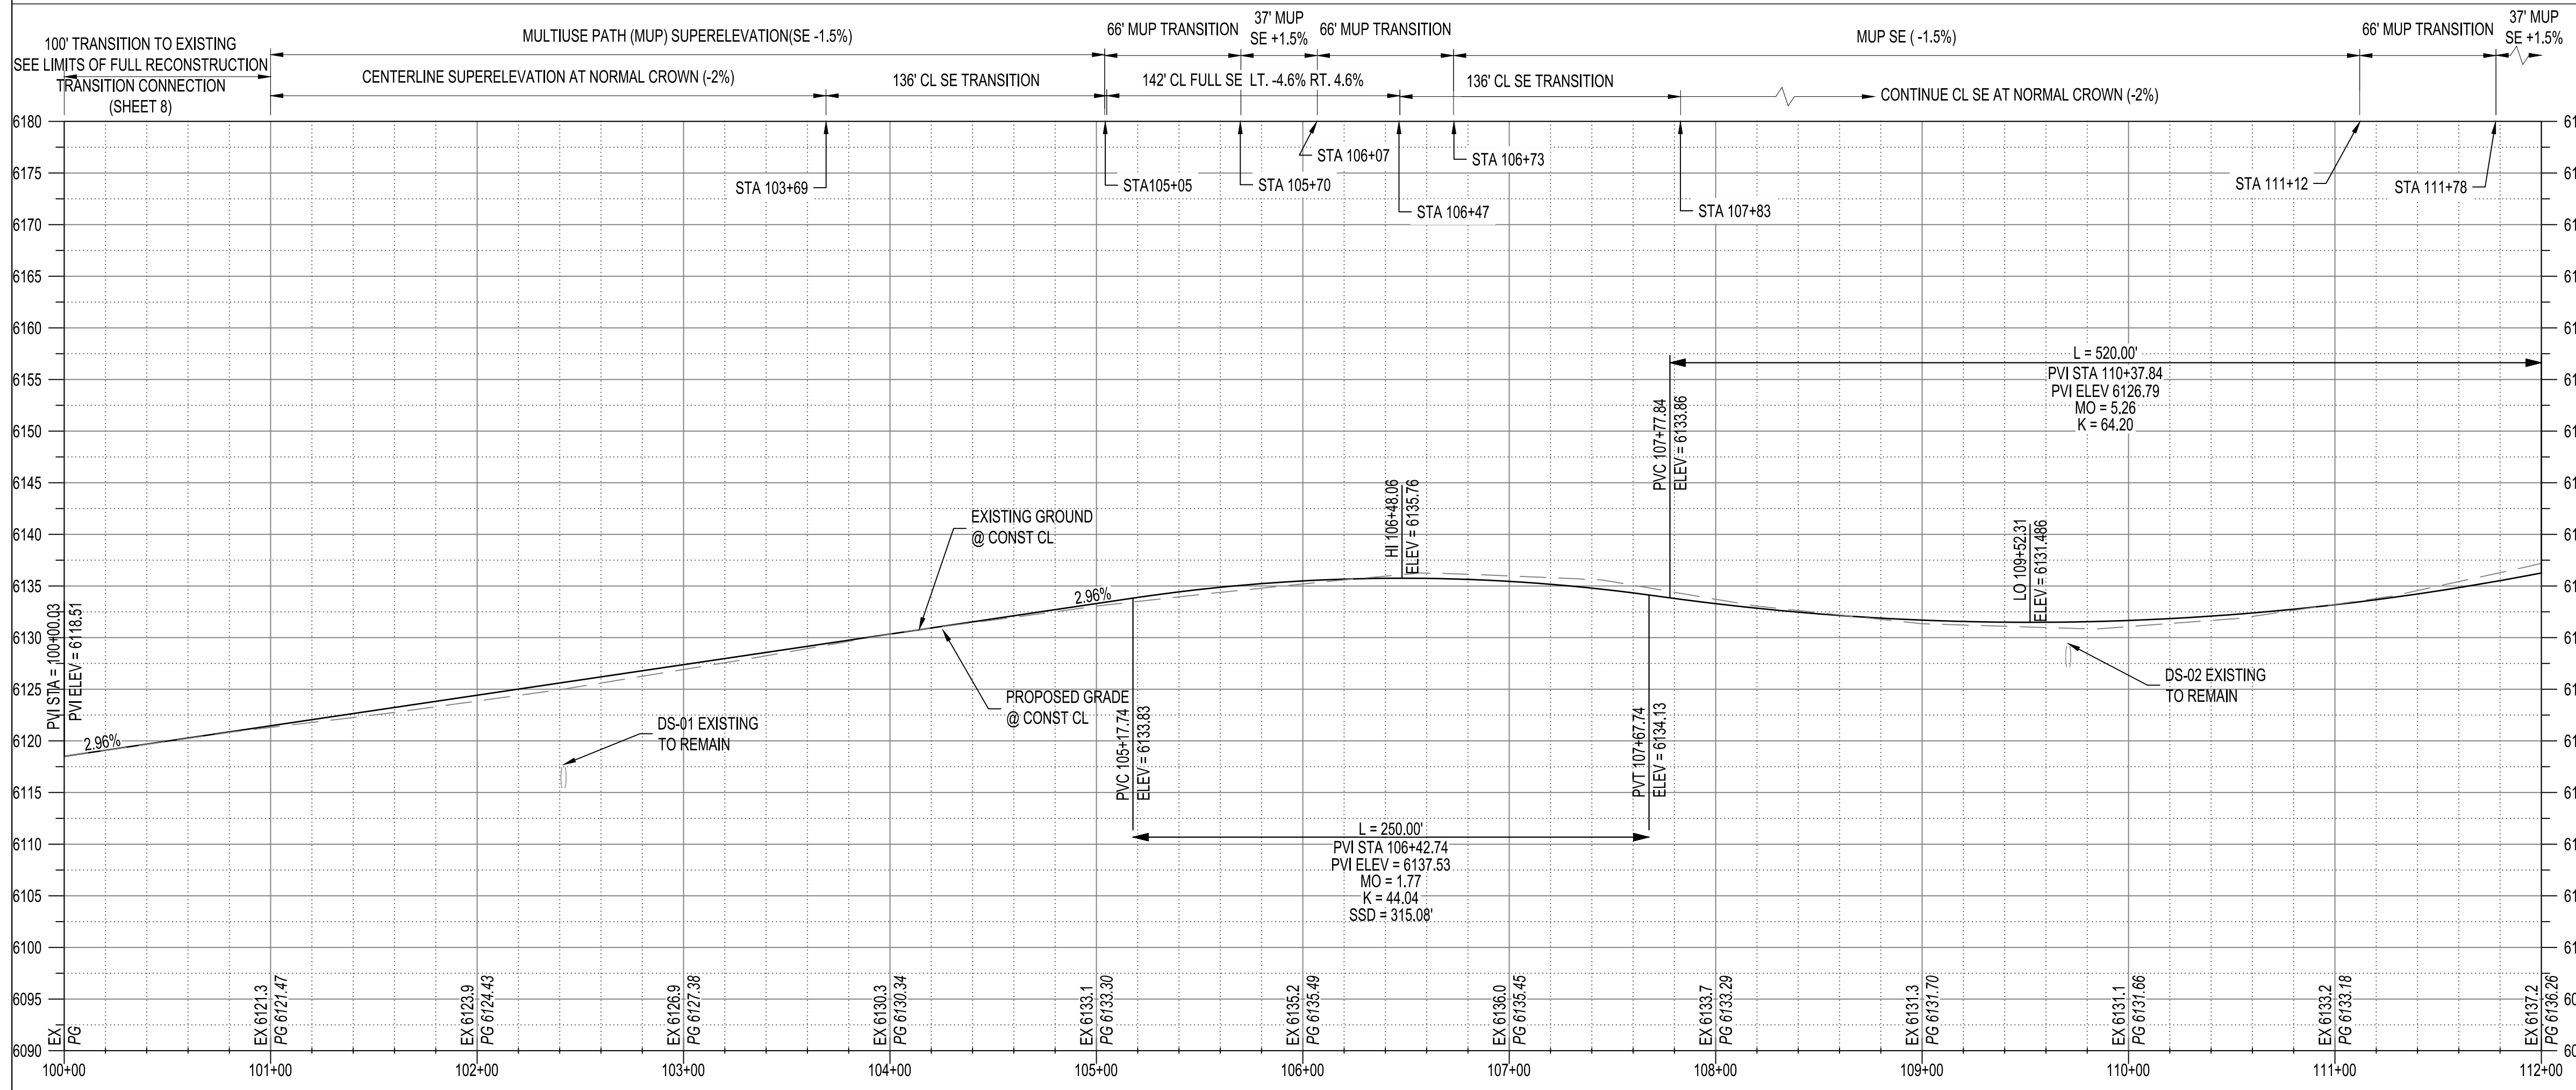 100' TRANSITION TO EXISTING
SEE LIMITS OF FULL RECONSTRUCTION
TRANSITION CONNECTION
(SHEET 8)
MULTIUSE PATH (MUP) SUPERELEVATION(SE -1.5%)
CENTERLINE SUPERELEVATION AT NORMAL CROWN (-2%)
136' CL SE TRANSITION
66' MUP TRANSITION
37' MUP
SE +1.5%
66' MUP TRANSITION
142' CL FULL SE LT. -4.6% RT. 4.6%
136' CL SE TRANSITION
MUP SE ( -1.5%)
CONTINUE CL SE AT NORMAL CROWN (-2%)
66' MUP TRANSITION
37' MUP
SE +1.5%
STA 103+69
STA105+05
STA 105+70
STA 106+07
STA 106+47
STA 106+73
STA 107+83
STA 111+12
STA 111+78
6180
6175
6170
6165
6160
6155
6150
6145
6140
6135
6130
6125
6120
6115
6110
6105
6100
6095
6090
PVI STA = 100+00.03
PVI ELEV = 6118.51
2.96%
DS-01 EXISTING
TO REMAIN
EXISTING GROUND
@ CONST CL
PROPOSED GRADE
@ CONST CL
2.96%
PVC 105+17.74
ELEV = 6133.83
L = 250.00'
PVI STA 106+42.74
PVI ELEV = 6137.53
MO = 1.77
K = 44.04
SSD = 315.08'
HI 106+48.06
ELEV = 6135.76
PVT 107+67.74
ELEV = 6134.13
PVC 107+77.84
ELEV = 6133.86
L = 520.00'
PVI STA 110+37.84
PVI ELEV 6126.79
MO = 5.26
K = 64.20
LO 109+52.31
ELEV = 6131.486
DS-02 EXISTING
TO REMAIN
EX
PG
EX 6121.3
PG 6121.47
EX 6123.9
PG 6124.43
EX 6126.9
PG 6127.38
EX 6130.3
PG 6130.34
EX 6133.1
PG 6133.30
EX 6135.2
PG 6135.49
EX 6136.0
PG 6135.45
EX 6133.7
PG 6133.29
EX 6131.3
PG 6131.70
EX 6131.1
PG 6131.66
EX 6133.2
PG 6133.18
EX 6137.2
PG 6136.26
100+00
101+00
102+00
103+00
104+00
105+00
106+00
107+00
108+00
109+00
110+00
111+00
112+00